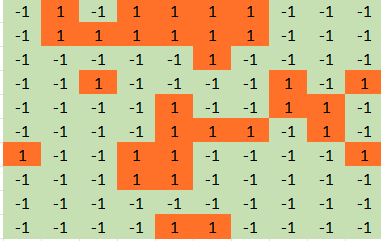 -1 1 -1 1 1 1 1 -1 -1 -1
-1 1 1 1 1 1 1 -1 -1 -1
-1 -1 -1 -1 -1 1 -1 -1 -1 -1
-1 -1 1 -1 -1 -1 -1 1 -1 1
-1 -1 -1 -1 1 -1 -1 1 1 -1
-1 -1 -1 -1 1 1 1 -1 1 -1
1 -1 -1 1 1 -1 -1 -1 -1 1
-1 -1 -1 1 1 -1 -1 -1 -1 -1
-1 -1 -1 -1 -1 -1 -1 -1 -1 -1
-1 -1 -1 -1 1 1 -1 -1 -1 -1